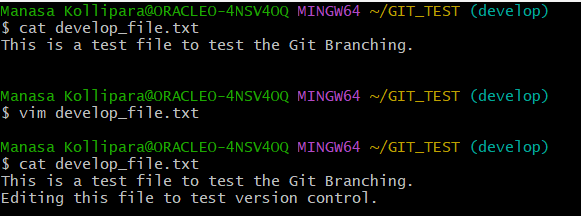 Manasa Kollipara@ORACLEO-4NSV4OQ MINGW64 ~/GIT_TEST (develop)
$ cat develop_file.txt
This is a test file to test the Git Branching.
Manasa Kollipara@ORACLEO-4NSV4OQ MINGW64 ~/GIT_TEST (develop)
$ vim develop_file.txt
Manasa Kollipara@ORACLEO-4NSV4OQ MINGW64 ~/GIT_TEST (develop)
$ cat develop_file.txt
This is a test file to test the Git Branching.
Editing this file to test version control.